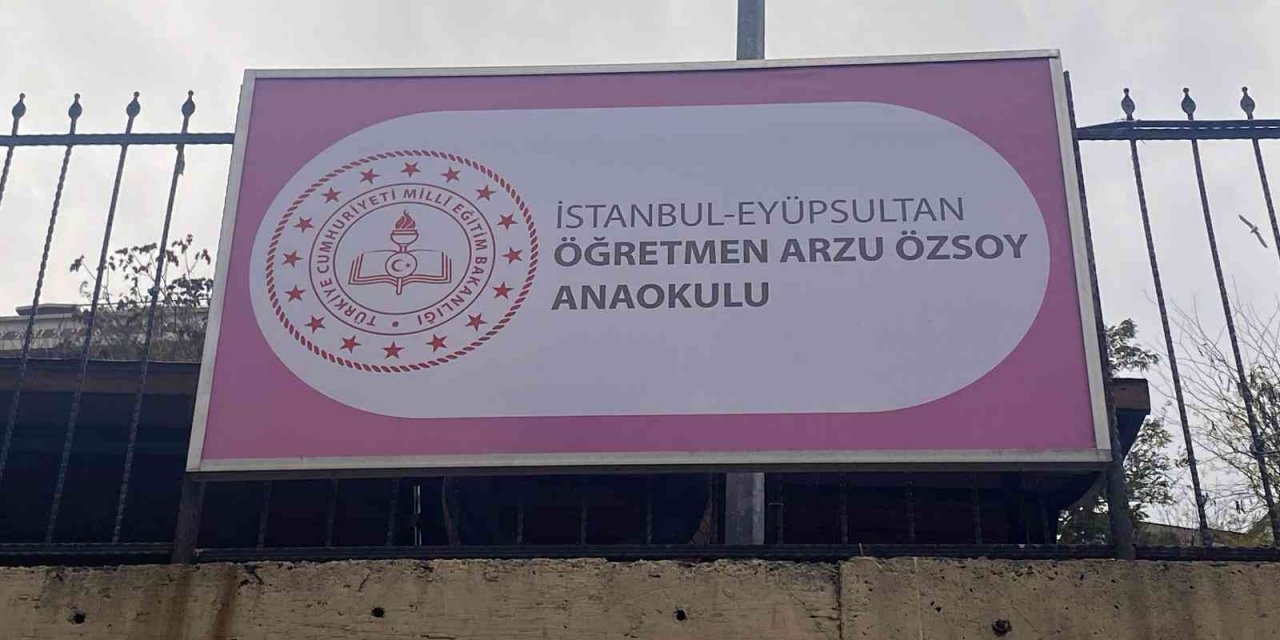 TÜRKİYE CUMHURİYETİ MİLLİ EĞİTİM BAKANLIĞI
İSTANBUL-EYÜPSULTAN
ÖĞRETMEN ARZU ÖZSOY
ANAOKULU